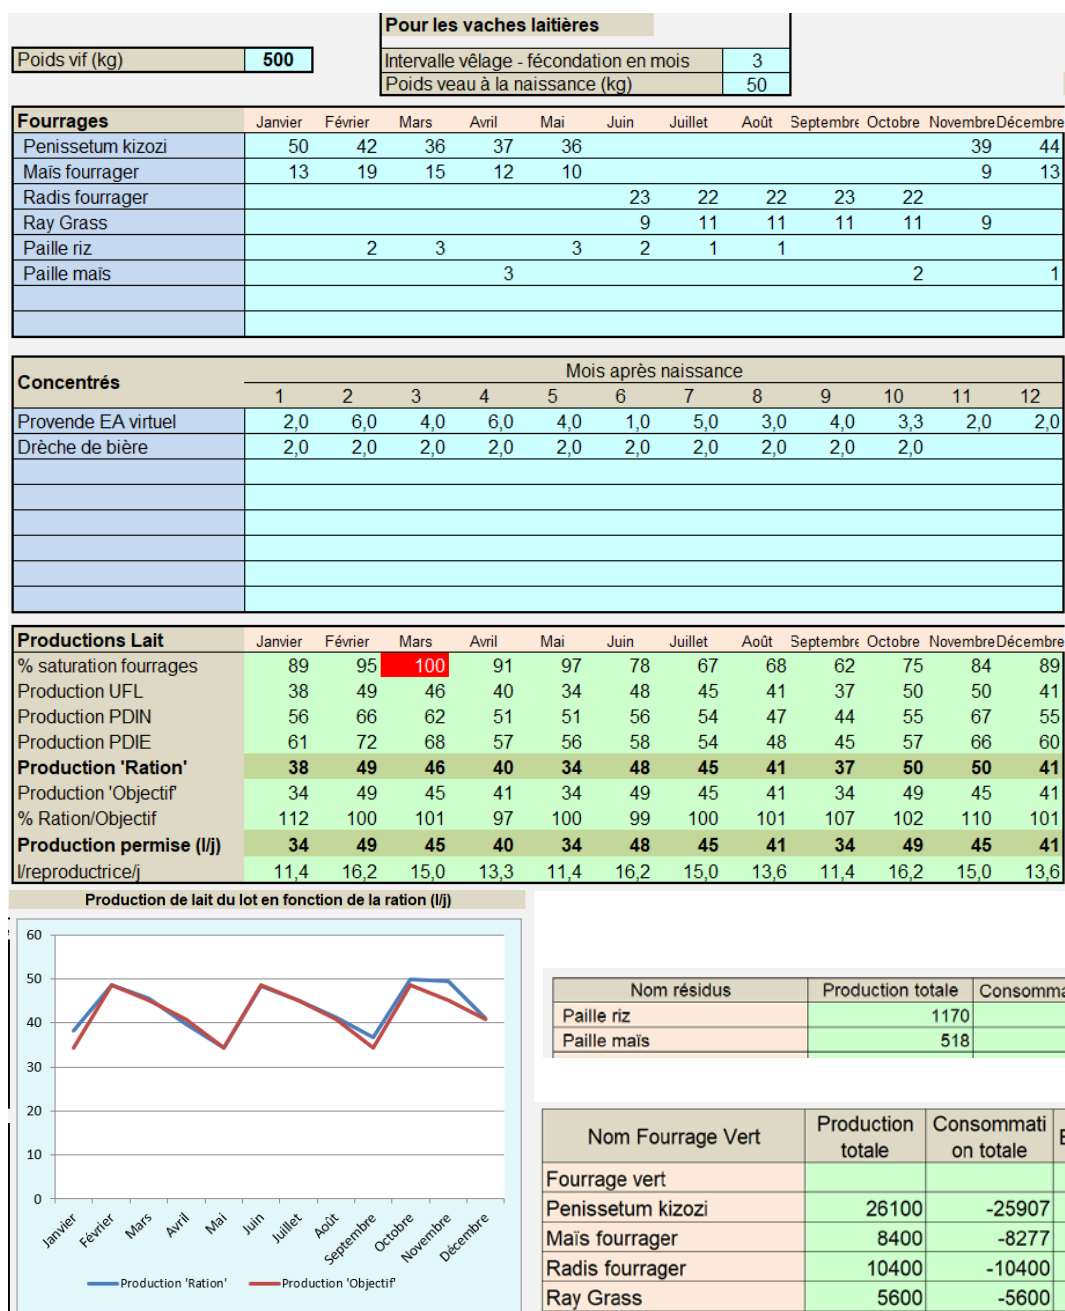 Pour les vaches laitières
Poids vif (kg) 500 Intervalle vêlage - fécondation en mois 3
Poids veau à la naissance (kg) 50
Fourrages Janvier Février Mars Avril Mai Juin Juillet Août Septembre Octobre Novembre Décembre
Penissetum kizozi 50 42 36 37 36 39 44
Maïs fourrager 13 19 15 12 10 9 13
Radis fourrager 23 22 22 23 22
Ray Grass 9 11 11 11 11 9
Paille riz 2 3 3 2 1 1
Paille maïs 3 2 1
Concentrés Mois après naissance
1 2 3 4 5 6 7 8 9 10 11 12
Provende EA virtuel 2,0 6,0 4,0 6,0 4,0 1,0 5,0 3,0 4,0 3,3 2,0 2,0
Drèche de bière 2,0 2,0 2,0 2,0 2,0 2,0 2,0 2,0 2,0 2,0
Productions Lait Janvier Février Mars Avril Mai Juin Juillet Août Septembre Octobre Novembre Décembre
% saturation fourrages 89 95 100 91 97 78 67 68 62 75 84 89
Production UFL 38 49 46 40 34 48 45 41 37 50 50 41
Production PDIN 56 66 62 51 51 56 54 47 44 55 67 55
Production PDIE 61 72 68 57 56 58 54 48 45 57 66 60
Production 'Ration' 38 49 46 40 34 48 45 41 37 50 50 41
Production 'Objectif' 34 49 45 41 34 49 45 41 34 49 45 41
% Ration/Objectif 112 100 101 97 100 99 100 101 107 102 110 101
Production permise (l/j) 34 49 45 40 34 48 45 41 34 49 45 41
l/reproductrice/j 11,4 16,2 15,0 13,3 11,4 16,2 15,0 13,6 11,4 16,2 15,0 13,6
Production de lait du lot en fonction de la ration (l/j)
60
50
40
30
20
10
0
Janvier Février Mars Avril Mai Juin Juillet Août Septembre Octobre Novembre Décembre
Production 'Ration' Production 'Objectif'
Nom résidus Production totale Consomma
Paille riz 1170
Paille maïs 518
Nom Fourrage Vert Production totale Consommati on totale E
Fourrage vert
Penissetum kizozi 26100 -25907
Maïs fourrager 8400 -8277
Radis fourrager 10400 -10400
Ray Grass 5600 -5600